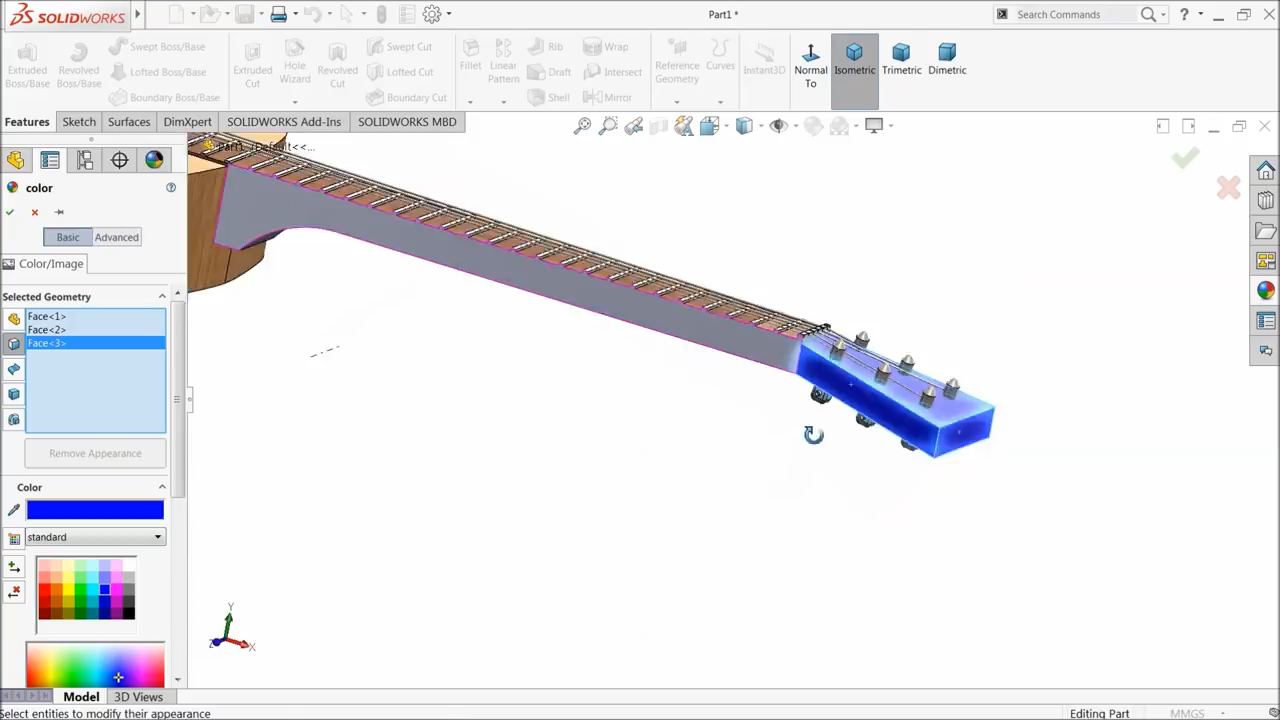 SOLIDWORKS
Part1 *
Search Commands
Extruded Boss/Base
Revolved Boss/Base
Swept Boss/Base
Lofted Boss/Base
Boundary Boss/Base
Extruded Cut
Hole Wizard
Revolved Cut
Swept Cut
Lofted Cut
Boundary Cut
Fillet
Linear Pattern
Rib
Draft
Shell
Wrap
Intersect
Mirror
Reference Geometry
Curves
Instant3D
Normal To
Isometric
Trimetric
Dimetric
Features
Sketch
Surfaces
DimXpert
SOLIDWORKS Add-Ins
SOLIDWORKS MBD
Part1 (Default<<...
color
Basic
Advanced
Color/Image
Selected Geometry
Face<1>
Face<2>
Face<3>
Remove Appearance
Color
standard
Y
X
Z
Model
3D Views
Select entities to modify their appearance
Editing Part
MMGS